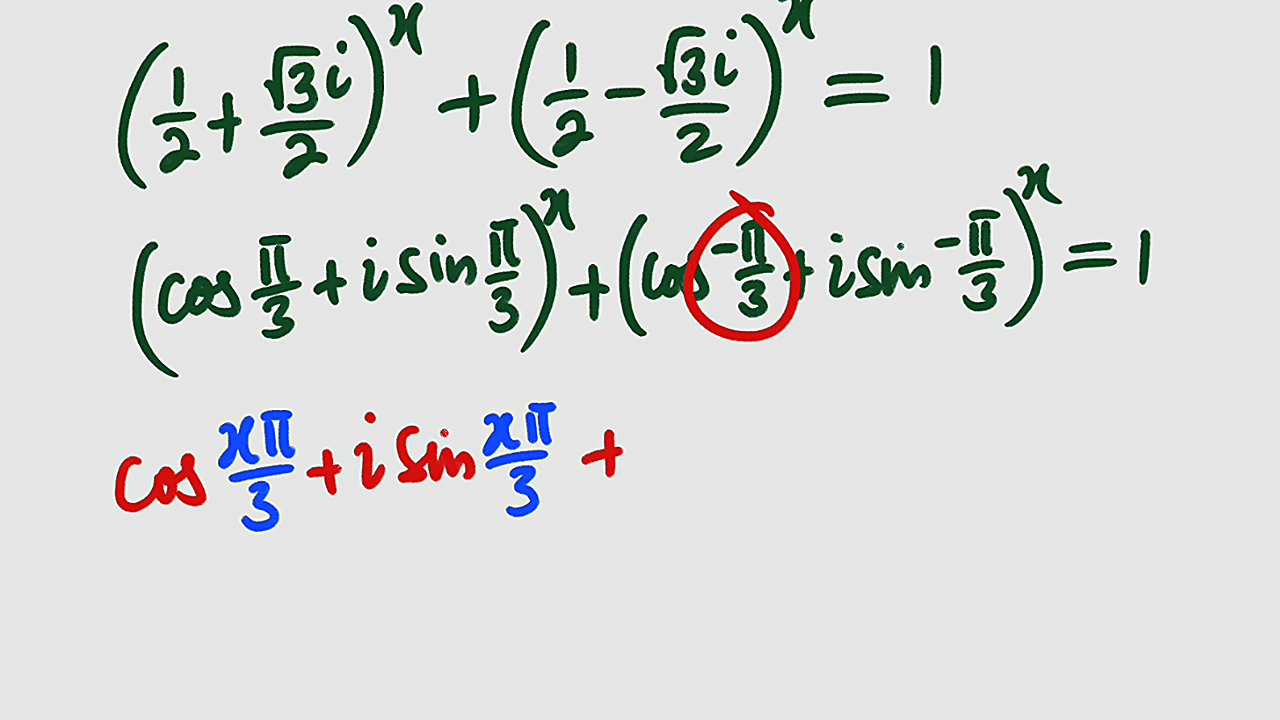 (1/2 + √3i/2)^x + (1/2 − √3i/2)^x = 1
(cos π/3 + i sin π/3)^x + (cos −π/3 + i sin −π/3)^x = 1
cos xπ/3 + i sin xπ/3 +